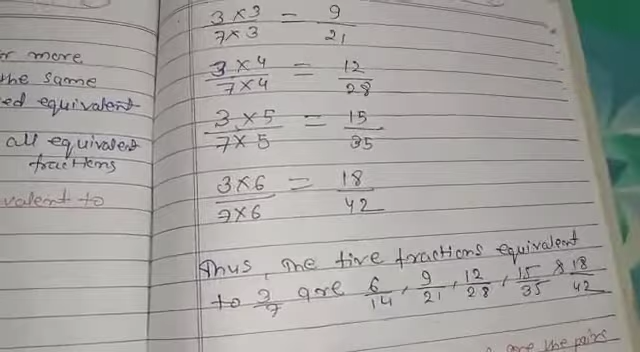 or more
the same
ed equivalent
all equivalent
fractions
valent to
3×3/7×3 = 9/21
3×4/7×4 = 12/28
3×5/7×5 = 15/35
3×6/7×6 = 18/42
Thus, The five fractions equivalent
to 3/7 are 6/14, 9/21, 12/28, 15/35 & 18/42
are the pairs